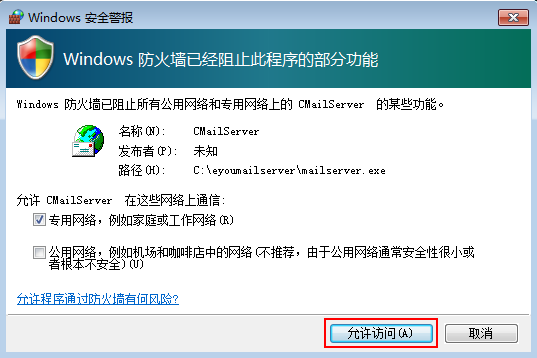 Windows 安全警报
Windows 防火墙已经阻止此程序的部分功能
Windows 防火墙已阻止所有公用网络和专用网络上的 CMailServer 的某些功能。
名称(N): CMailServer
发布者(P): 未知
路径(H): C:\eyoumailserver\mailserver.exe
允许 CMailServer 在这些网络上通信:
专用网络，例如家庭或工作网络(R)
公用网络，例如机场和咖啡店中的网络(不推荐，由于公用网络通常安全性很小或
者根本不安全)(U)
允许程序通过防火墙有何风险?
允许访问(A) 取消